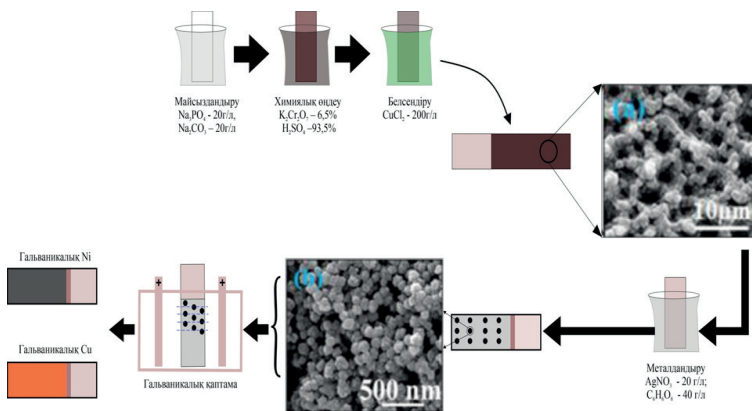 Майсыздандыру
Na₃PO₄ - 20г/л,
Na₂CO₃ – 20г/л
Химиялық өңдеу
K₂Cr₂O₇ – 6,5%
H₂SO₄ –93,5%
Белсендіру
CuCl₂ - 200г/л
(a)
10μm
Металдандыру
AgNO₃ - 20 г/л;
C₆H₈O₆ - 40 г/л
(b)
500 nm
+
+
Гальваникалық қаптама
Гальваникалық Ni
Гальваникалық Cu